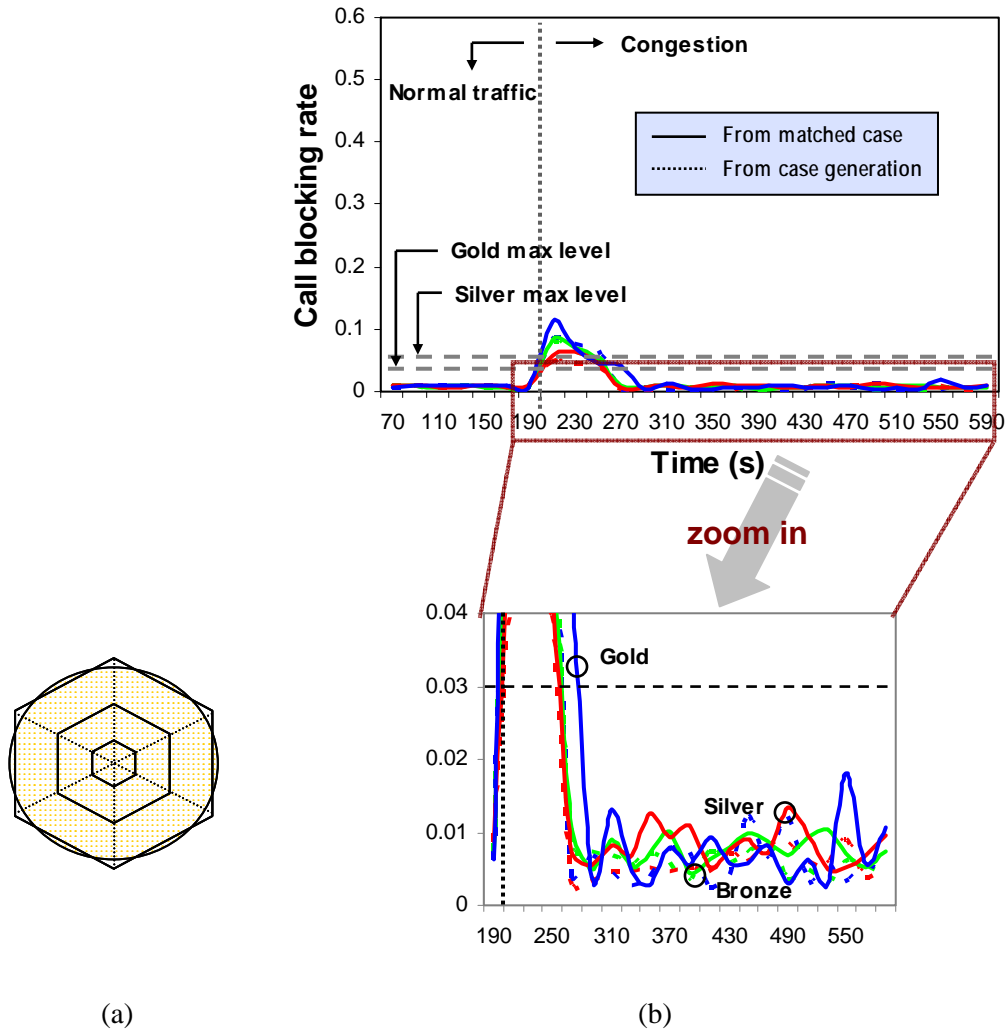 0.6
0.5
0.4
0.3
0.2
0.1
0
Call blocking rate
Congestion
Normal traffic
From matched case
From case generation
Gold max level
Silver max level
70 110 150 190 230 270 310 350 390 430 470 510 550 590
Time (s)
zoom in
0.04
0.03
0.02
0.01
0
Gold
Silver
Bronze
190 250 310 370 430 490 550
(a) (b)